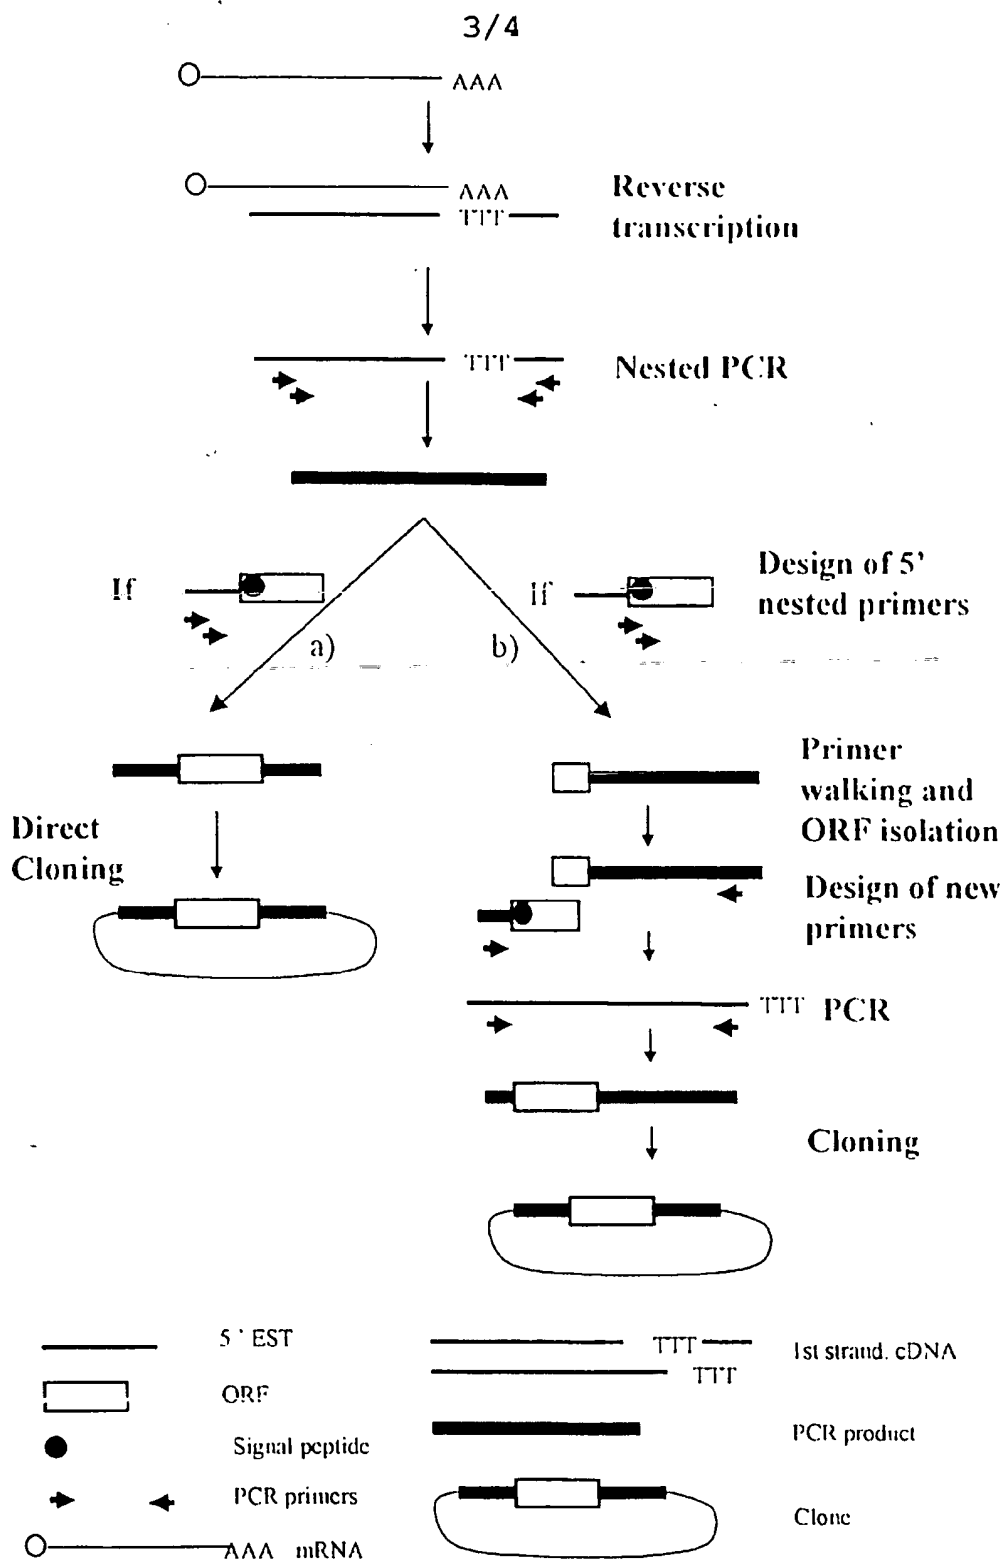 3/4
AAA
AAA
TTT
Reverse
transcription
TTT
Nested PCR
If
If
Design of 5'
nested primers
a)
b)
Primer
walking and
ORF isolation
Direct
Cloning
Design of new
primers
TTT
PCR
Cloning
5' EST
TTT
TTT
1st strand. cDNA
ORF
Signal peptide
PCR product
PCR primers
Clone
AAA
mRNA